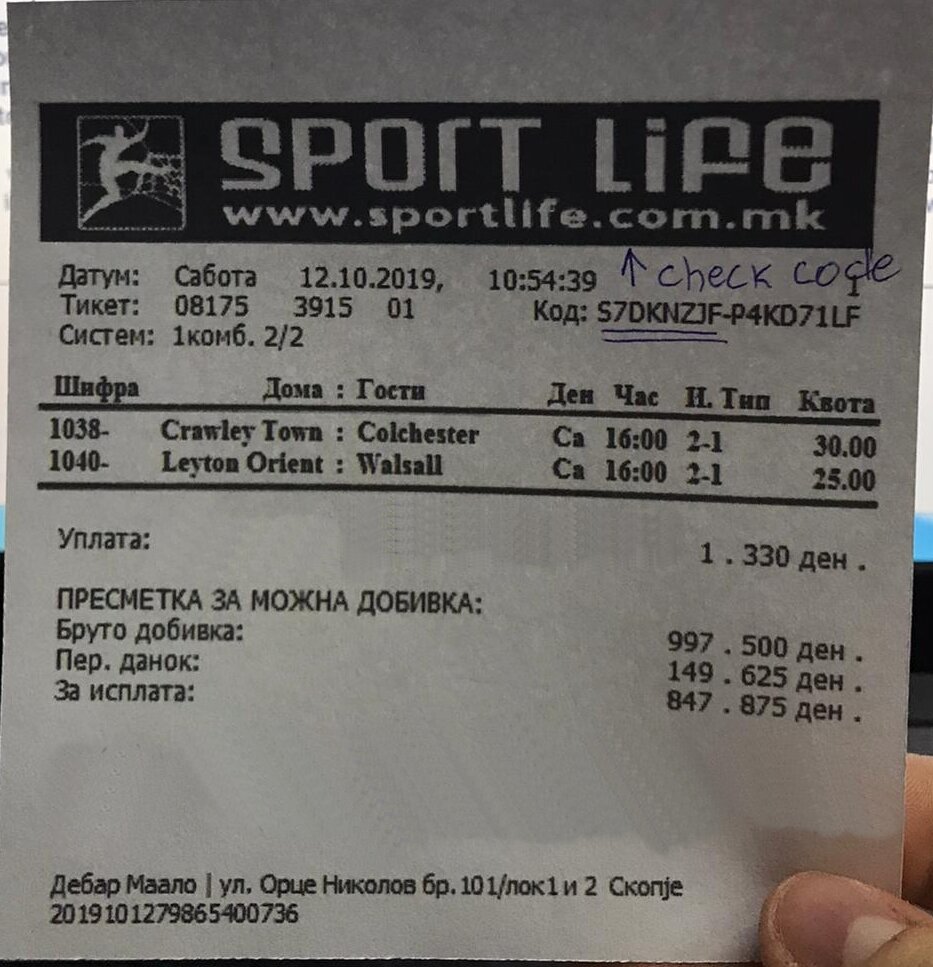 SPORT LIFE
www.sportlife.com.mk
Датум: Сабота 12.10.2019, 10:54:39 ↑ check code
Тикет: 08175 3915 01 Код: S7DKNZJF-P4KD71LF
Систем: 1комб. 2/2
Шифра Дома : Гости Ден Час И. Тип Квота
1038- Crawley Town : Colchester Са 16:00 2-1 30.00
1040- Leyton Orient : Walsall Са 16:00 2-1 25.00
Уплата: 1 . 330 ден .
ПРЕСМЕТКА ЗА МОЖНА ДОБИВКА:
Бруто добивка: 997 . 500 ден .
Пер. данок: 149 . 625 ден .
За исплата: 847 . 875 ден .
Дебар Маало | ул. Орце Николов бр. 101/лок1 и 2 Скопје
2019101279865400736